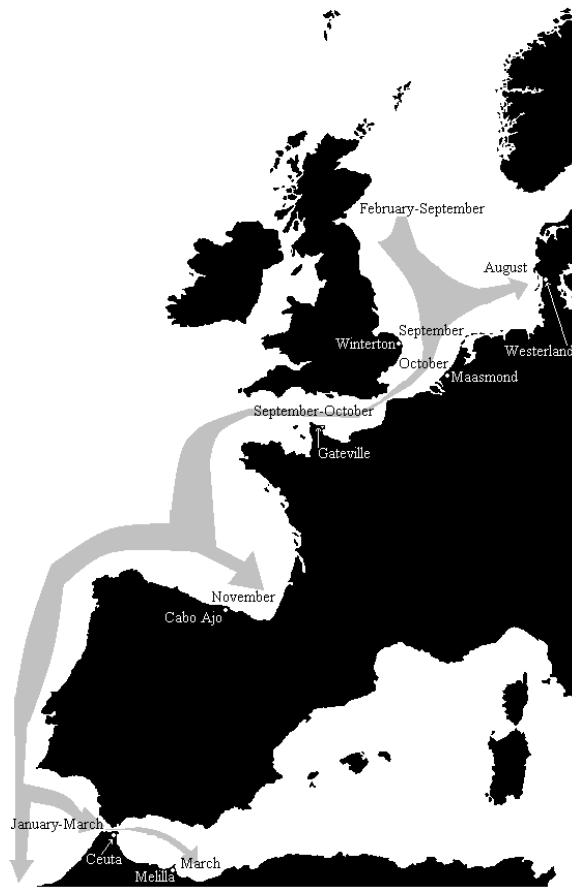 February-September
August
September
Winterton
Westerland
October
Maasmond
September-October
Gateville
November
Cabo Ajo
January-March
Ceuta
March
Melilla